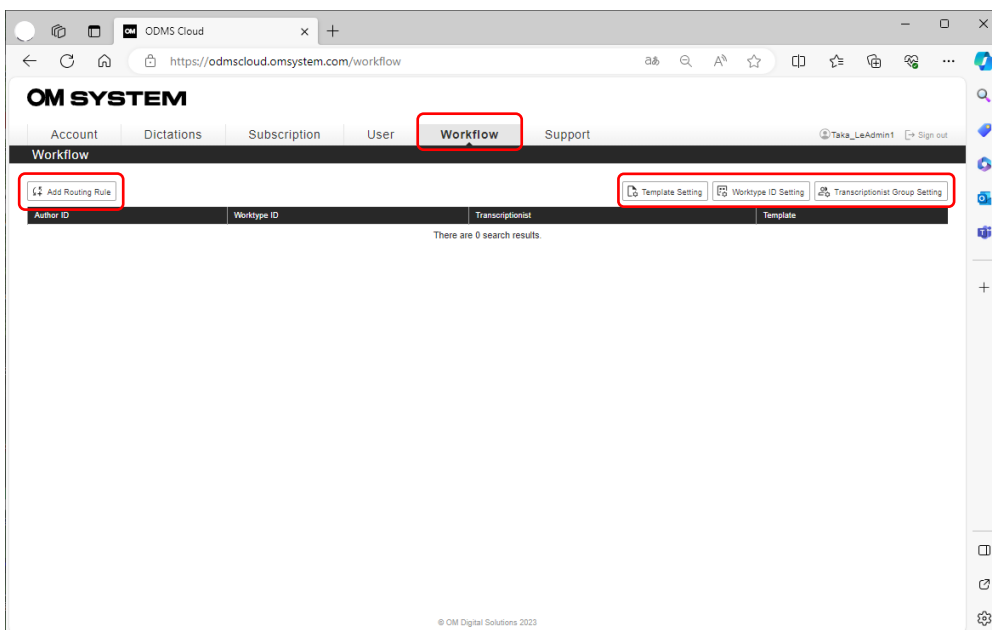 OM ODMS Cloud
https://odmscloud.omsystem.com/workflow
OM SYSTEM
Account Dictations Subscription User Workflow Support Taka_LeAdmin1 Sign out
Workflow
Add Routing Rule Template Setting Worktype ID Setting Transcriptionist Group Setting
Author ID Worktype ID Transcriptionist Template
There are 0 search results.
© OM Digital Solutions 2023